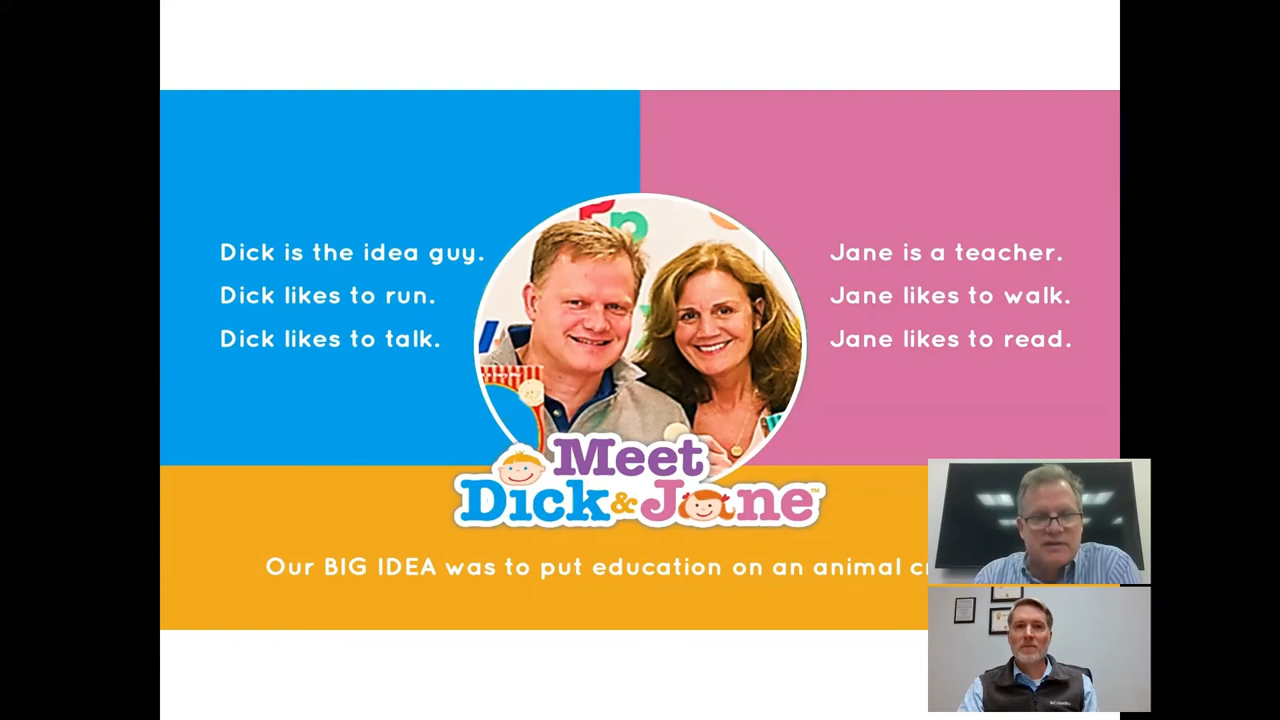 Dick is the idea guy.
Dick likes to run.
Dick likes to talk.
Jane is a teacher.
Jane likes to walk.
Jane likes to read.
Meet
Dick & Jane™
Our BIG IDEA was to put education on an animal